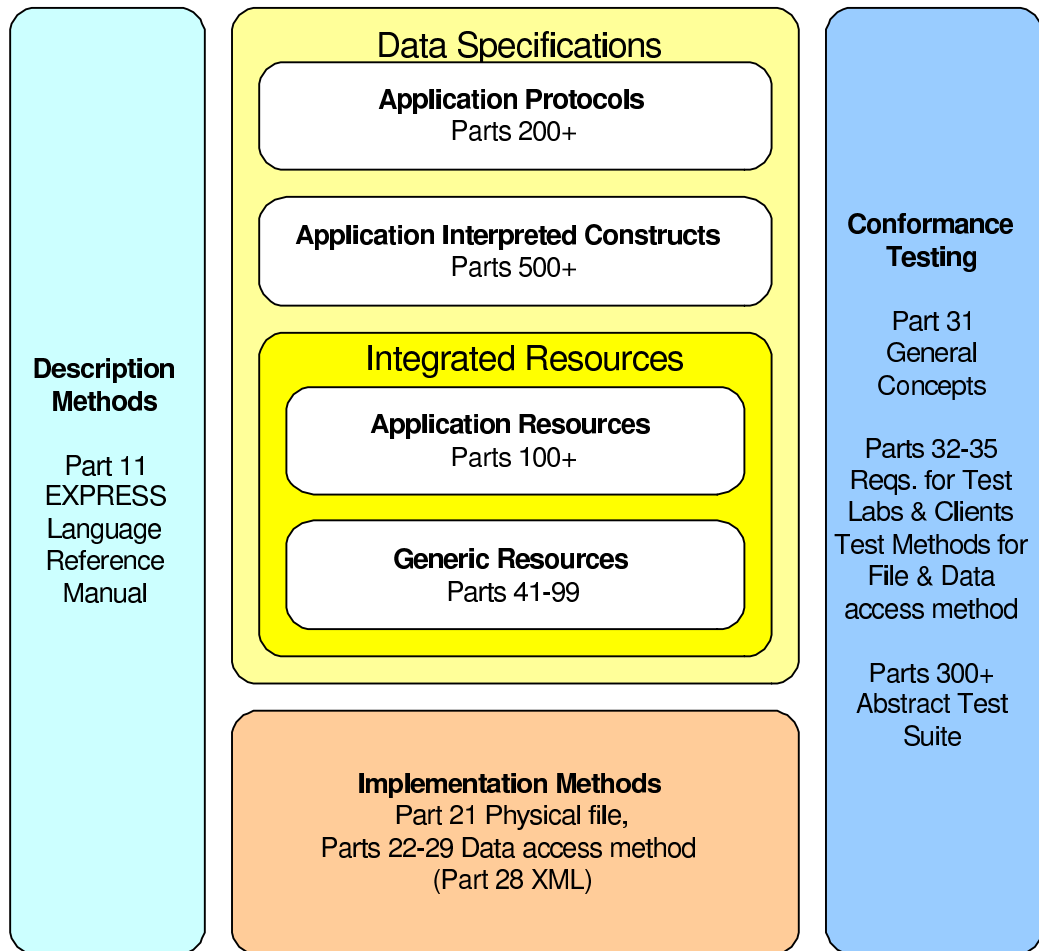 Description
Methods
Part 11
EXPRESS
Language
Reference
Manual
Data Specifications
Application Protocols
Parts 200+
Application Interpreted Constructs
Parts 500+
Integrated Resources
Application Resources
Parts 100+
Generic Resources
Parts 41-99
Implementation Methods
Part 21 Physical file,
Parts 22-29 Data access method
(Part 28 XML)
Conformance
Testing
Part 31
General
Concepts
Parts 32-35
Reqs. for Test
Labs & Clients
Test Methods for
File & Data
access method
Parts 300+
Abstract Test
Suite